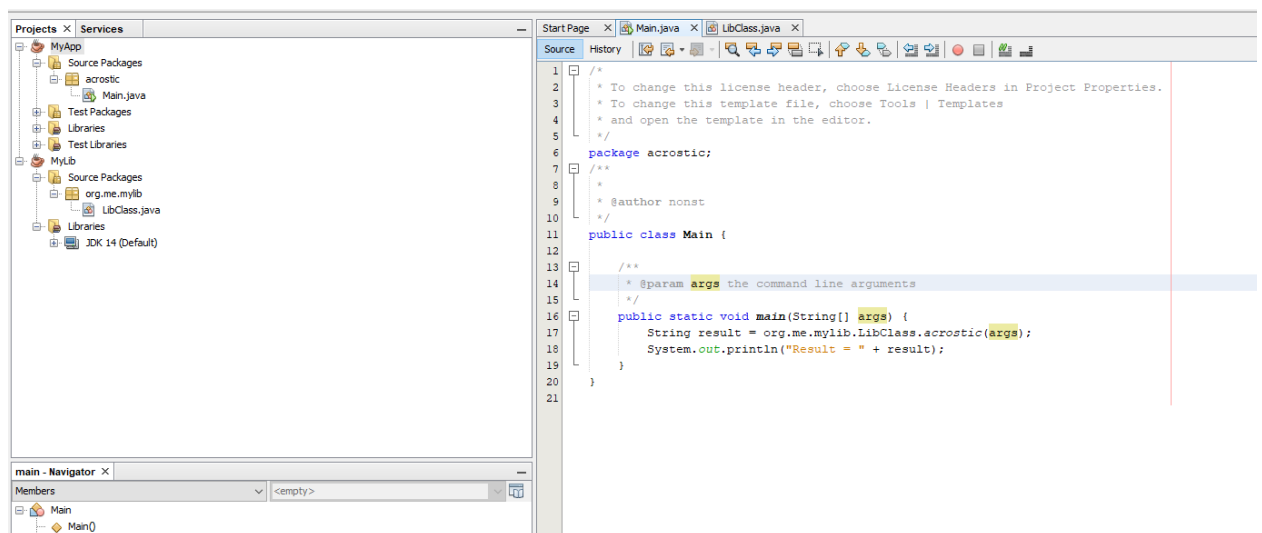 Projects × Services
MyApp
Source Packages
acrostic
Main.java
Test Packages
Libraries
Test Libraries
MyLib
Source Packages
org.me.mylib
LibClass.java
Libraries
JDK 14 (Default)
main - Navigator ×
Members
<empty>
Main
Main()
Start Page × Main.java × LibClass.java ×
Source History
1 /*
2 * To change this license header, choose License Headers in Project Properties.
3 * To change this template file, choose Tools | Templates
4 * and open the template in the editor.
5 */
6 package acrostic;
7 /**
8 *
9 * @author nonst
10 */
11 public class Main {
12
13 /**
14 * @param args the command line arguments
15 */
16 public static void main(String[] args) {
17 String result = org.me.mylib.LibClass.acrostic(args);
18 System.out.println("Result = " + result);
19 }
20 }
21